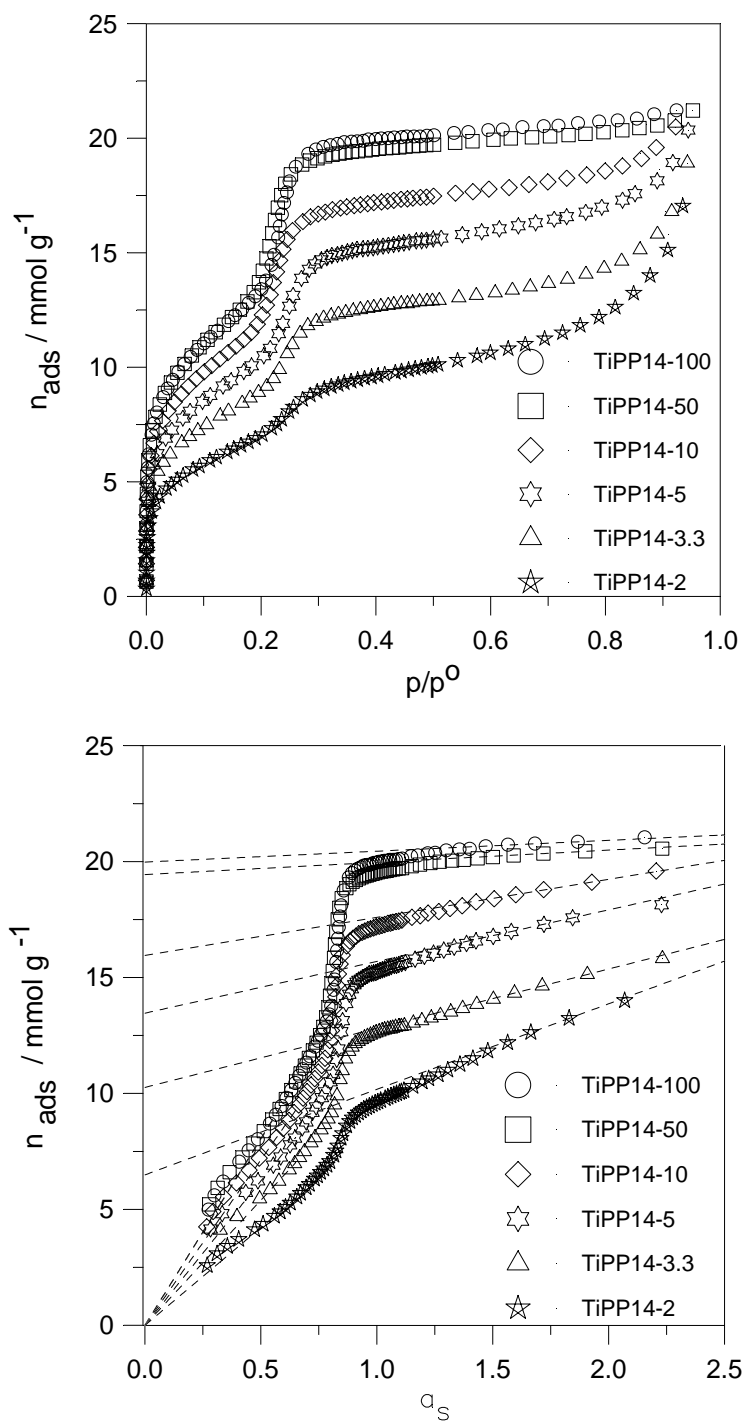 25
20
15
10
5
0
n_ads / mmol g⁻¹
TiPP14-100
TiPP14-50
TiPP14-10
TiPP14-5
TiPP14-3.3
TiPP14-2
0.0 0.2 0.4 0.6 0.8 1.0
p/p^o
25
20
15
10
5
0
n_ads / mmol g⁻¹
TiPP14-100
TiPP14-50
TiPP14-10
TiPP14-5
TiPP14-3.3
TiPP14-2
0.0 0.5 1.0 1.5 2.0 2.5
α_s